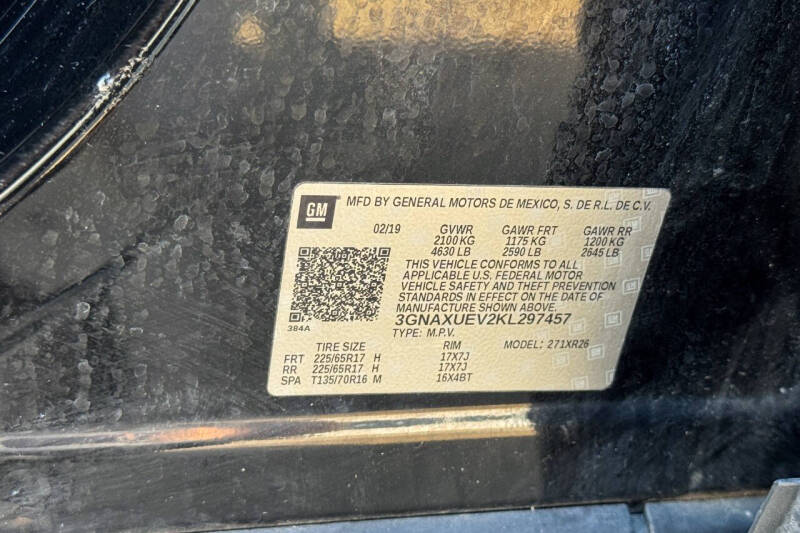 GM MFD BY GENERAL MOTORS DE MEXICO, S. DE R.L. DE C.V.
02/19 GVWR GAWR FRT GAWR RR
2100 KG 1175 KG 1200 KG
4630 LB 2590 LB 2645 LB
THIS VEHICLE CONFORMS TO ALL
APPLICABLE U.S. FEDERAL MOTOR
VEHICLE SAFETY AND THEFT PREVENTION
STANDARDS IN EFFECT ON THE DATE OF
MANUFACTURE SHOWN ABOVE.
384A 3GNAXUEV2KL297457
TYPE: M.P.V.
TIRE SIZE RIM MODEL: 271XR26
FRT 225/65R17 H 17X7J
RR 225/65R17 H 17X7J
SPA T135/70R16 M 16X4BT